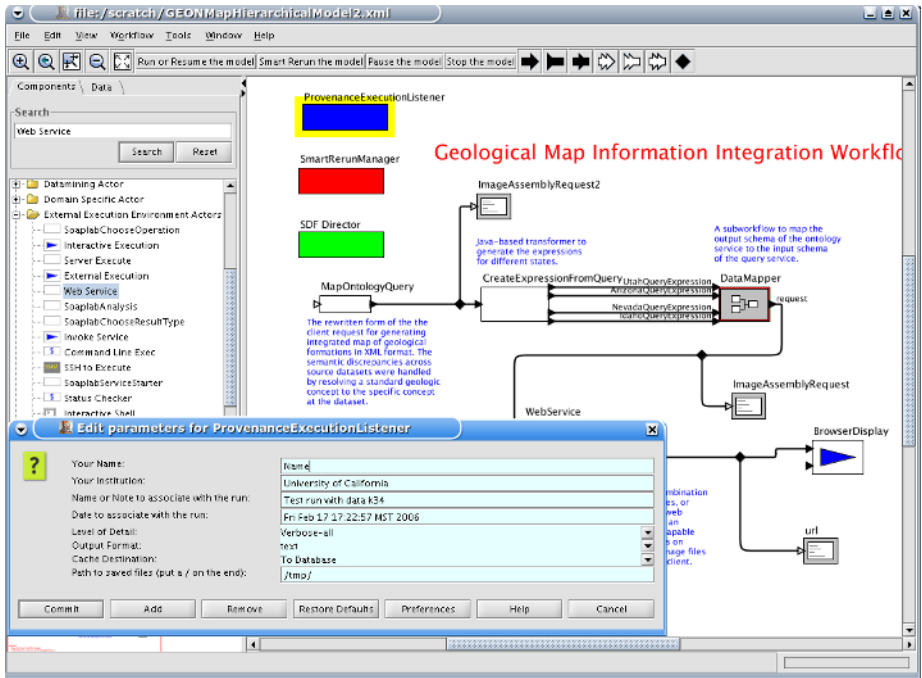 file:/scratch/GEONMapHierarchicalModel2.xml
File Edit View Workflow Tools Window Help
Run or Resume the model Smart Rerun the model Pause the model Stop the model
Components Data
Search
Web Service
Search Reset
Datamining Actor
Domain Specific Actor
External Execution Environment Actors
SoaplabChooseOperation
Interactive Execution
Server Execute
External Execution
Web Service
SoaplabAnalysis
SoaplabChooseResultType
Invoke Service
Command Line Exec
SSH to Execute
SoaplabServiceStarter
Status Checker
Interactive Shell
ProvenanceExecutionListener
SmartRerunManager
SDF Director
Geological Map Information Integration Workflo
ImageAssemblyRequest2
Java-based transformer to
generate the expressions
for different states.
A subworkflow to map the
output schema of the ontology
service to the input schema
of the query service.
MapOntologyQuery
CreateExpressionFromQuery
UtahQueryExpression
ArizonaQueryExpression
NevadaQueryExpression
IdahoQueryExpression
DataMapper
request
The rewritten form of the the
client request for generating
integrated map of geological
formations in XML format. The
semantic discrepancies across
source datasets were handled
by resolving a standard geologic
concept to the specific concept
at the dataset.
ImageAssemblyRequest
WebService
BrowserDisplay
mbination
es, or
web
an
apable
s on
nage files
client.
url
Edit parameters for ProvenanceExecutionListener
?
Your Name: Name
Your Institution: University of California
Name or Note to associate with the run: Test run with data k34
Date to associate with the run: Fri Feb 17 17:22:57 MST 2006
Level of Detail: Verbose-all
Output Format: text
Cache Destination: To Database
Path to saved files (put a / on the end): /tmp/
Commit Add Remove Restore Defaults Preferences Help Cancel